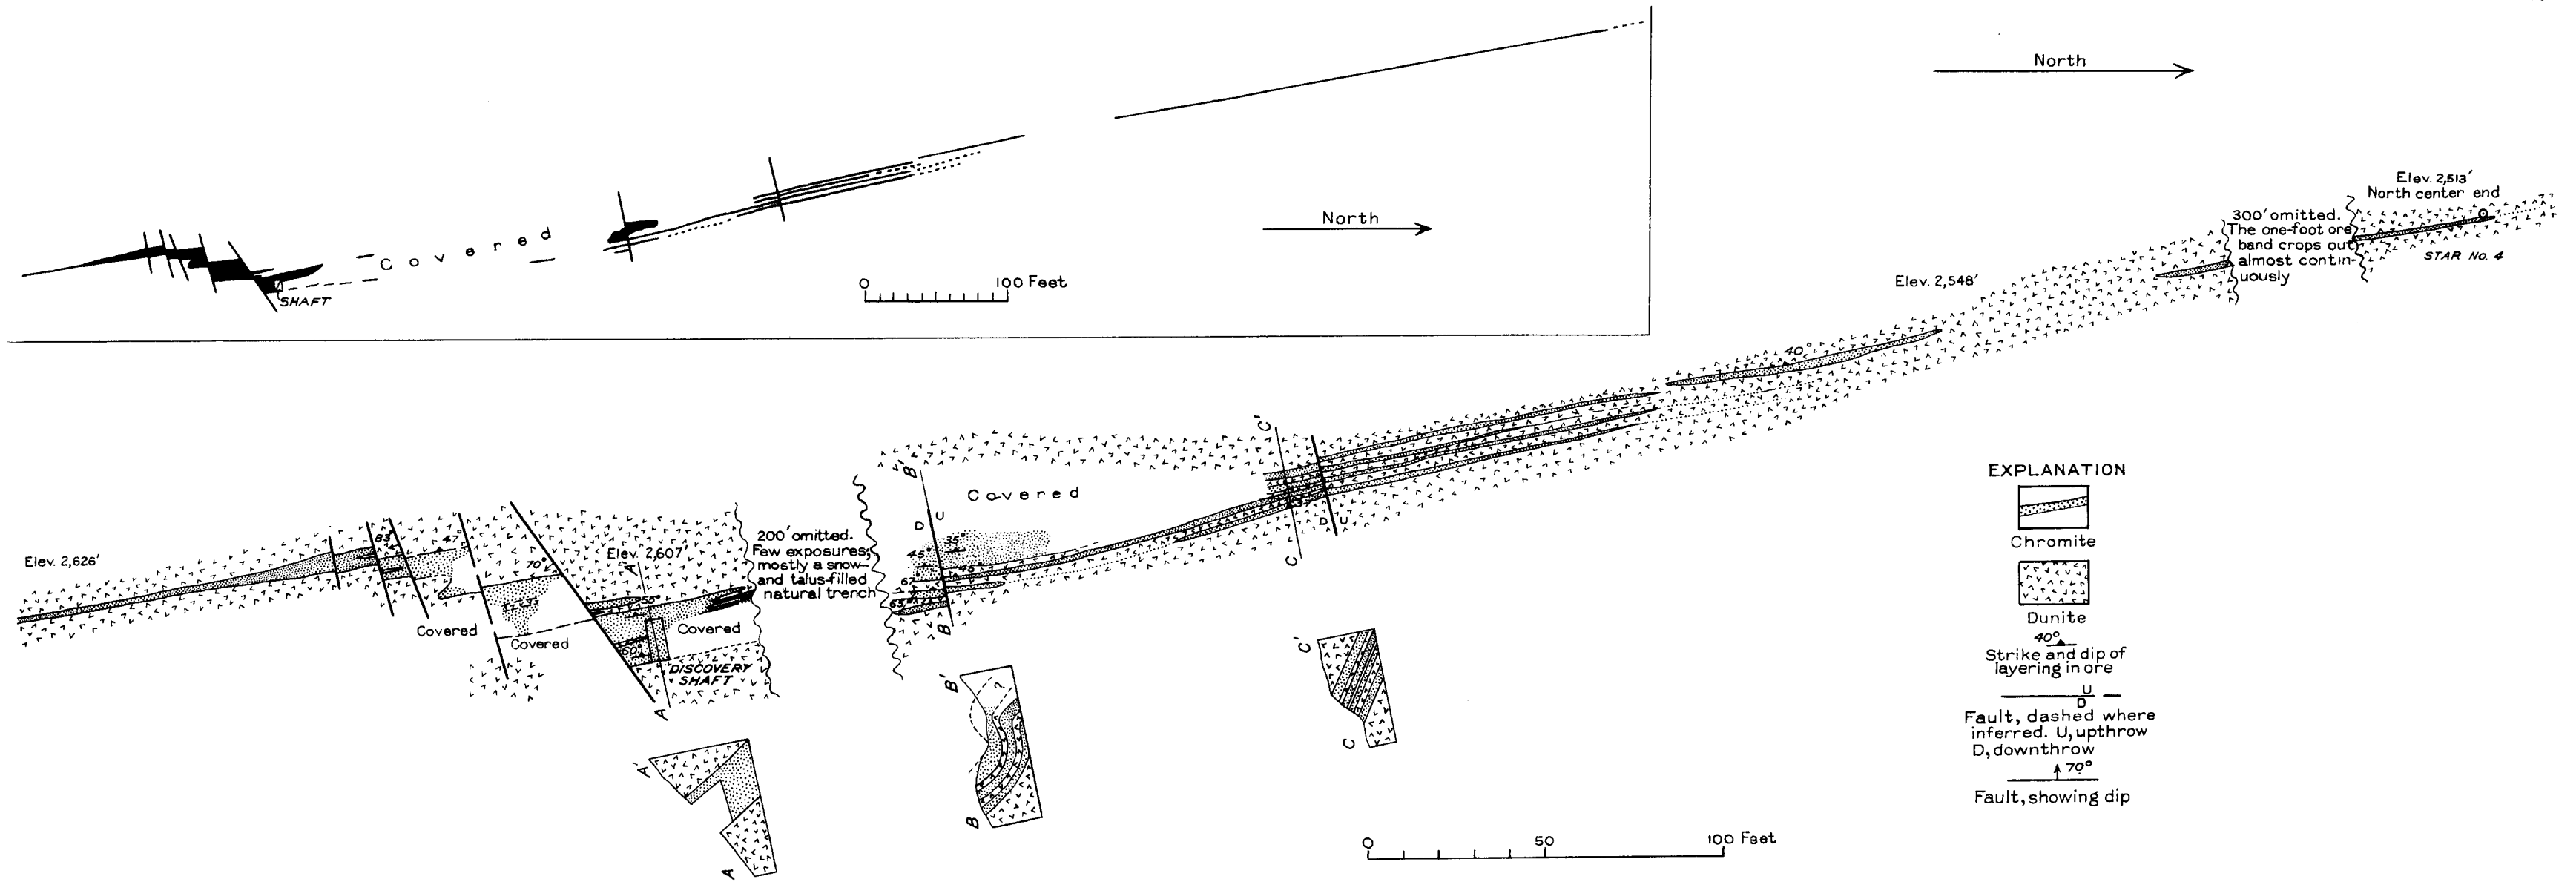 North
Covered
SHAFT
North
0 100 Feet
North
Elev. 2,513'
North center end
STAR No. 4
300' omitted.
The one-foot ore
band crops out
almost contin-
uously
Elev. 2,548'
40°
Elev. 2,626'
83°
47°
70°
Covered
Covered
Elev. 2,607'
A'
55°
60°
Covered
DISCOVERY
SHAFT
A
200' omitted.
Few exposures;
mostly a snow-
and talus-filled
natural trench
B'
D U
Covered
35°
45°
45°
67°
65°
B
C'
D U
C
A'
A
B'
?
B
C'
C
0 50 100 Feet
EXPLANATION
Chromite
Dunite
40°
Strike and dip of
layering in ore
U
D
Fault, dashed where
inferred. U, upthrow
D, downthrow
70°
Fault, showing dip